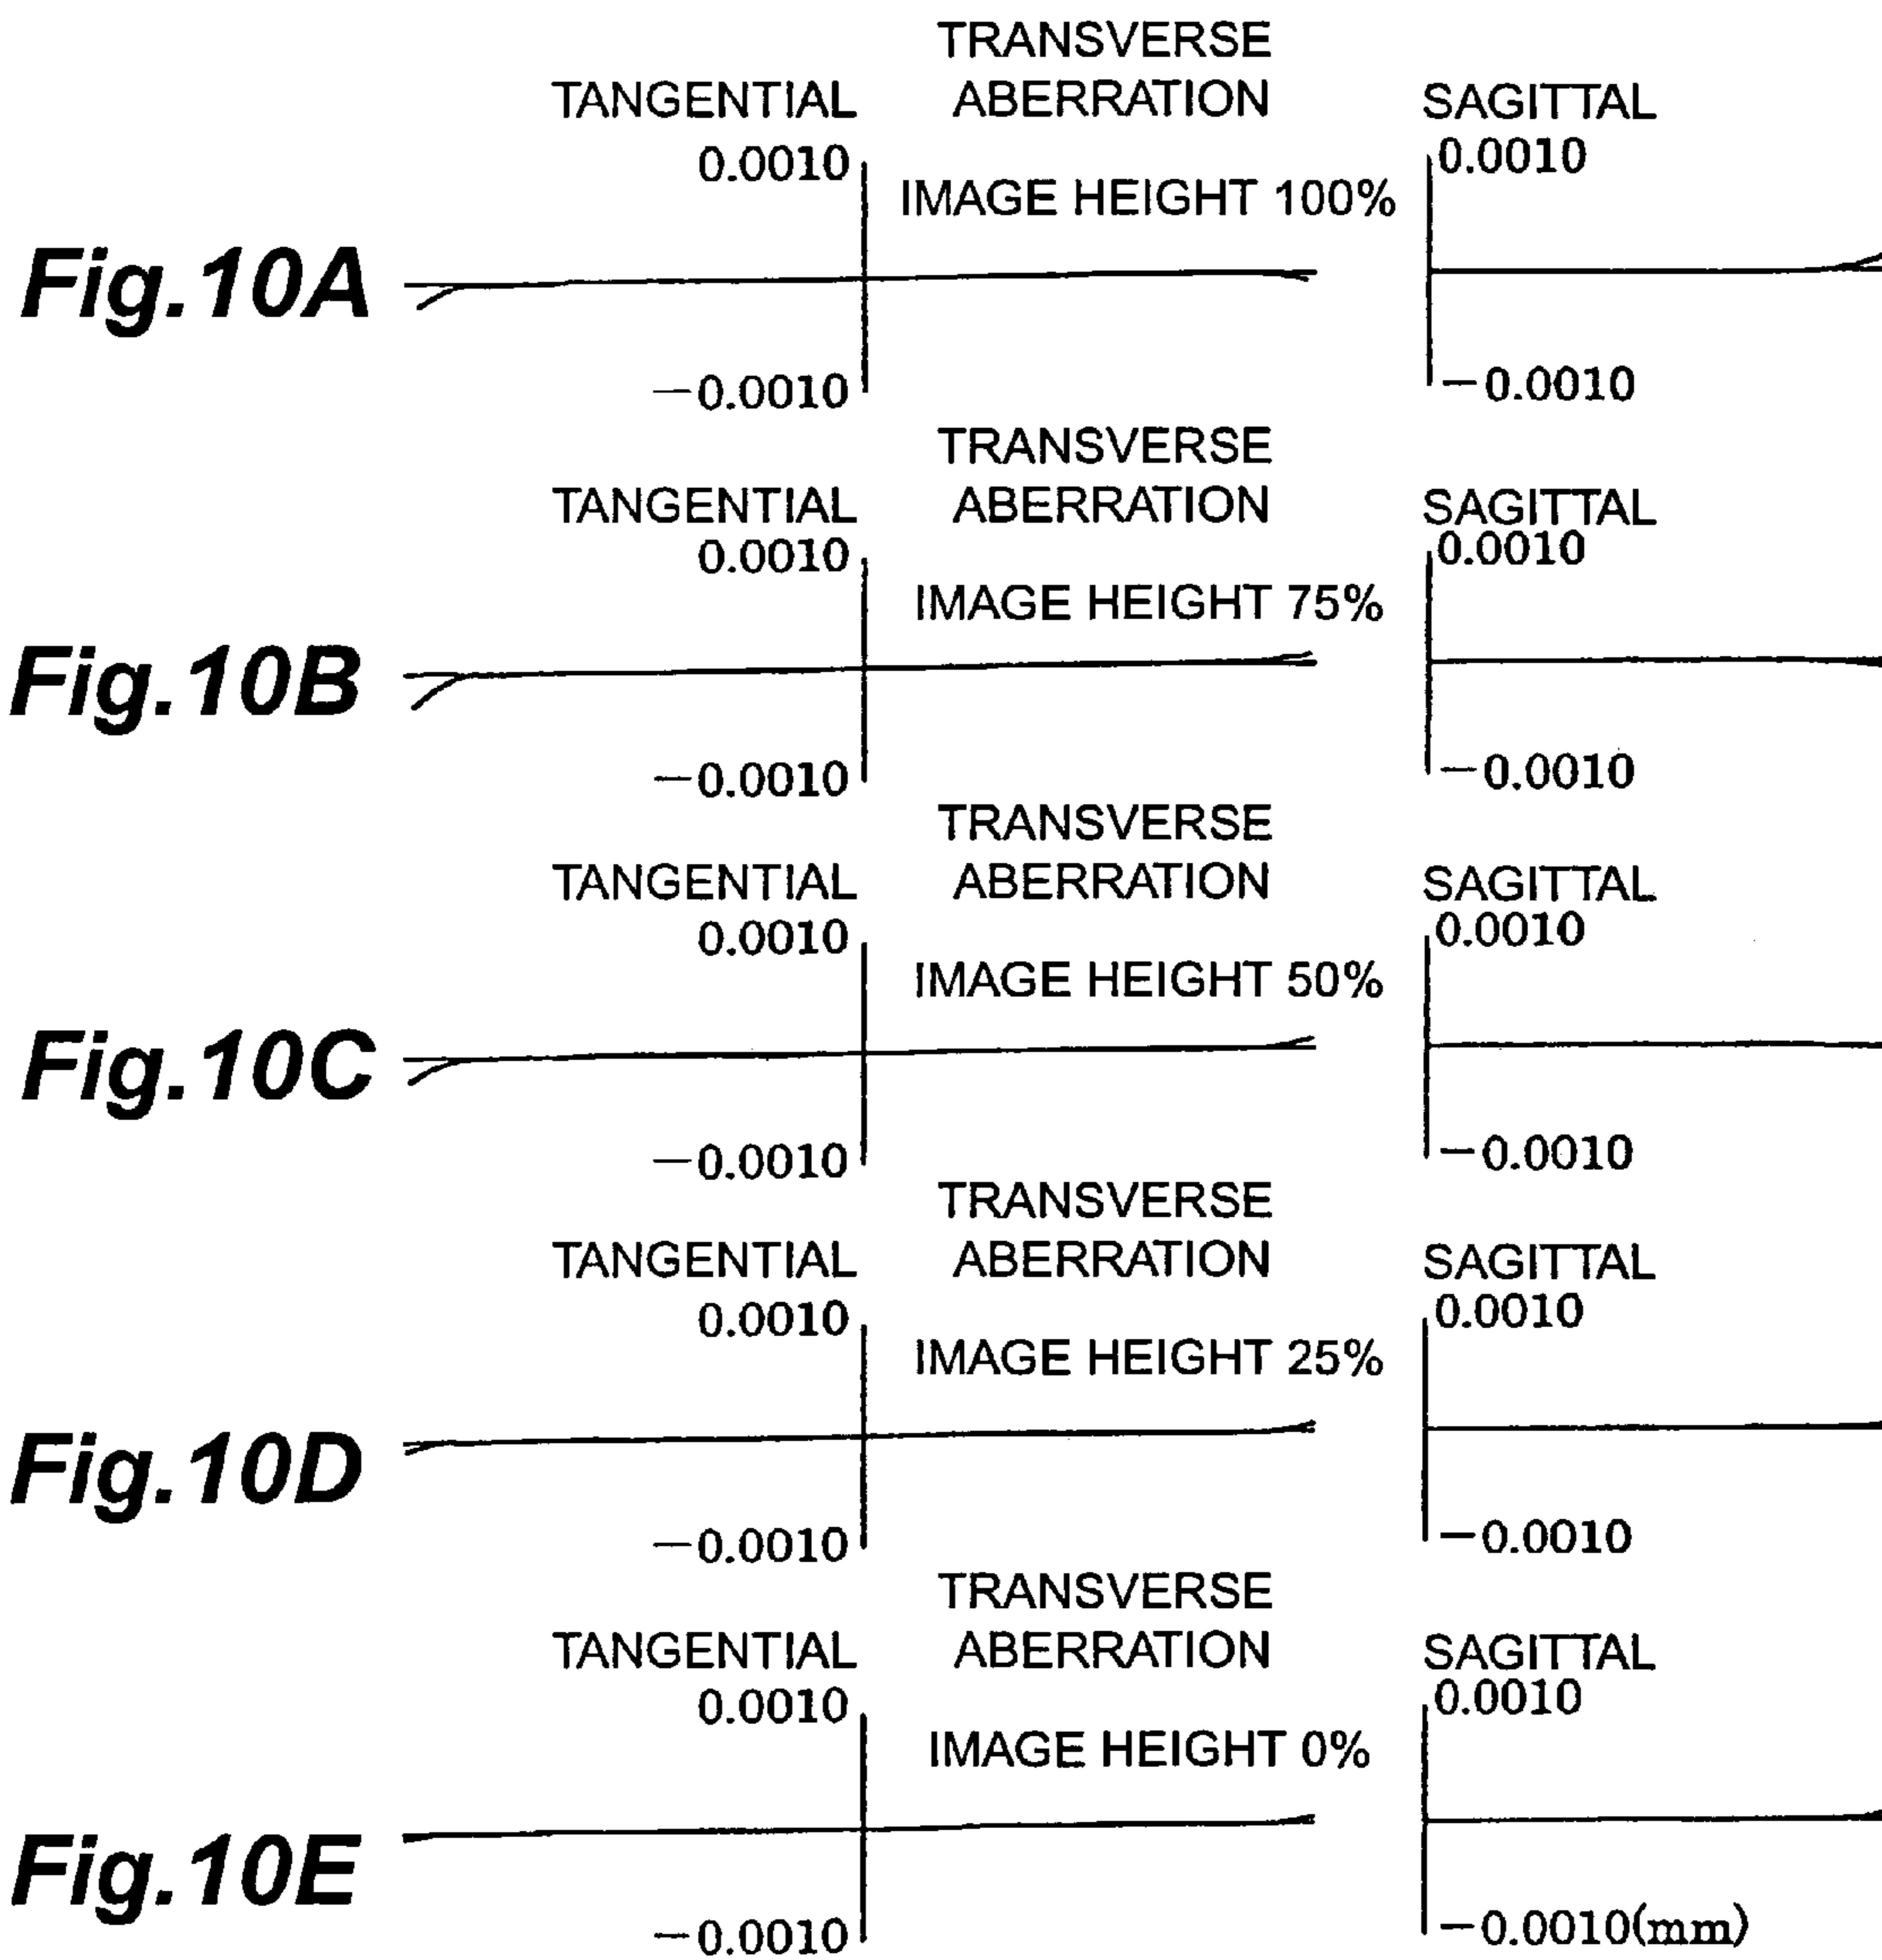 TRANSVERSE
TANGENTIAL ABERRATION SAGITTAL
0.0010 0.0010
IMAGE HEIGHT 100%
Fig.10A
−0.0010 −0.0010
TRANSVERSE
TANGENTIAL ABERRATION SAGITTAL
0.0010 0.0010
IMAGE HEIGHT 75%
Fig.10B
−0.0010 −0.0010
TRANSVERSE
TANGENTIAL ABERRATION SAGITTAL
0.0010 0.0010
IMAGE HEIGHT 50%
Fig.10C
−0.0010 −0.0010
TRANSVERSE
TANGENTIAL ABERRATION SAGITTAL
0.0010 0.0010
IMAGE HEIGHT 25%
Fig.10D
−0.0010 −0.0010
TRANSVERSE
TANGENTIAL ABERRATION SAGITTAL
0.0010 0.0010
IMAGE HEIGHT 0%
Fig.10E
−0.0010 −0.0010(mm)